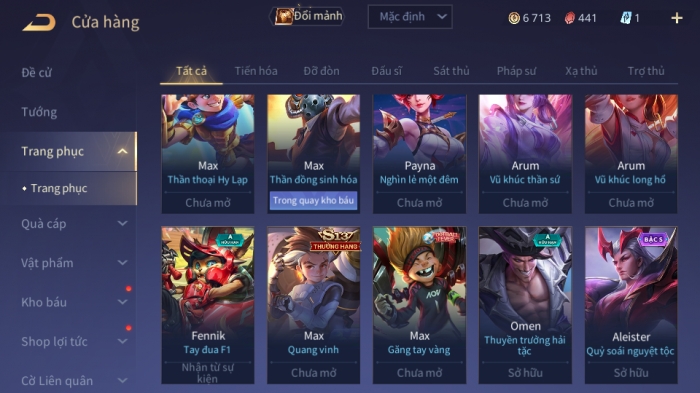 Cửa hàng
Đổi mảnh
Mặc định
6 713
441
1
Đề cử
Tướng
Trang phục
Trang phục
Quà cáp
Vật phẩm
Kho báu
Shop lợi tức
Cờ Liên quân
Tất cả
Tiến hóa
Đỡ đòn
Đấu sĩ
Sát thủ
Pháp sư
Xạ thủ
Trợ thủ
Max
Thần thoại Hy Lạp
Chưa mở
Max
Thần đồng sinh hóa
Trong quay kho báu
Payna
Nghìn lẻ một đêm
Chưa mở
Arum
Vũ khúc thần sứ
Chưa mở
Arum
Vũ khúc long hổ
Chưa mở
A
HỮU HẠN
Fennik
Tay đua F1
Nhận từ sự
kiện
THƯỞNG HẠNG
Max
Quang vinh
Chưa mở
AOV
Max
Găng tay vàng
Chưa mở
A
HỮU HẠN
Omen
Thuyền trưởng hải
tặc
Sở hữu
BẬC S
Aleister
Quỷ soái nguyệt tộc
Sở hữu